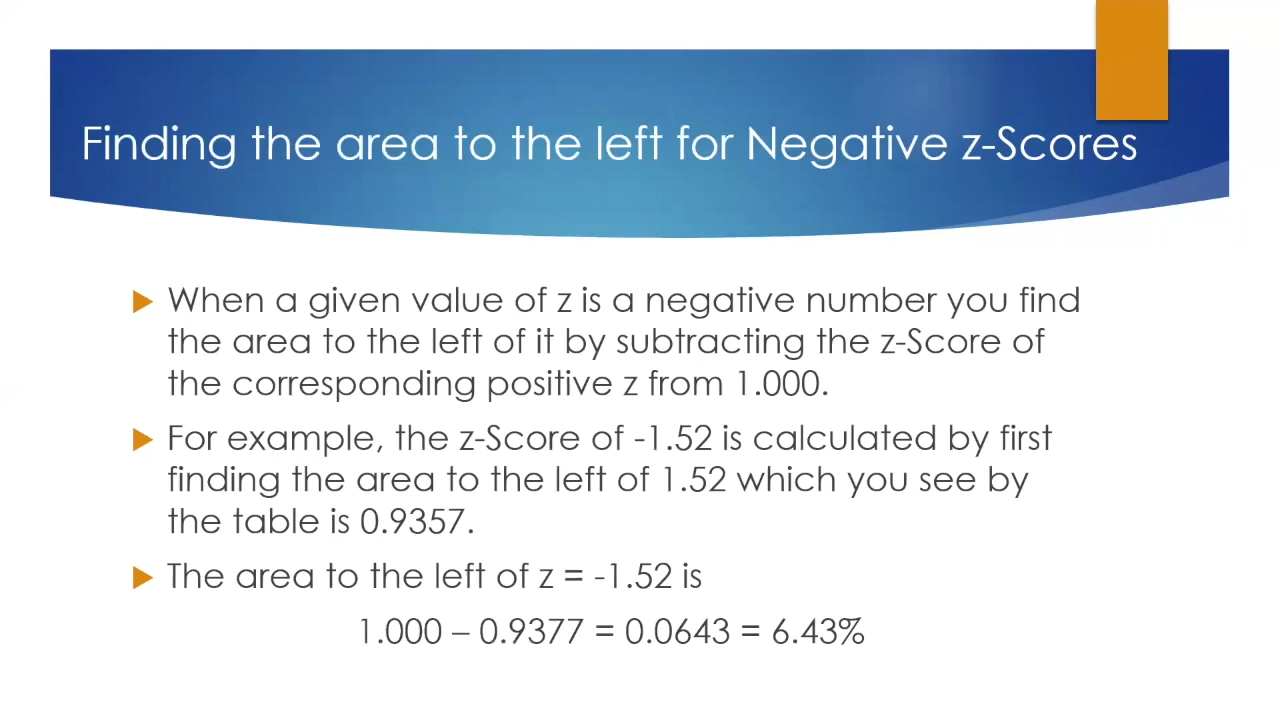 Finding the area to the left for Negative z-Scores
When a given value of z is a negative number you find
the area to the left of it by subtracting the z-Score of
the corresponding positive z from 1.000.
For example, the z-Score of -1.52 is calculated by first
finding the area to the left of 1.52 which you see by
the table is 0.9357.
The area to the left of z = -1.52 is
1.000 – 0.9377 = 0.0643 = 6.43%